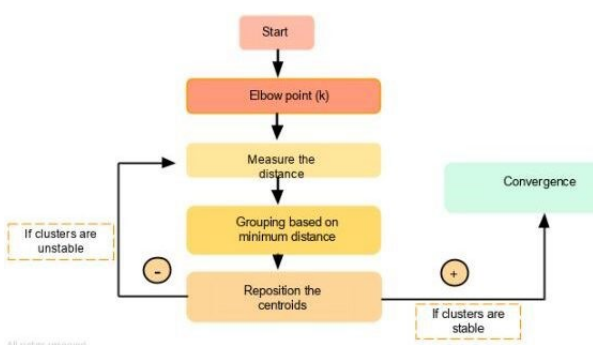 Start
Elbow point (k)
Measure the
distance
Convergence
Grouping based on
minimum distance
If clusters are
unstable
-
+
Reposition the
centroids
If clusters are
stable